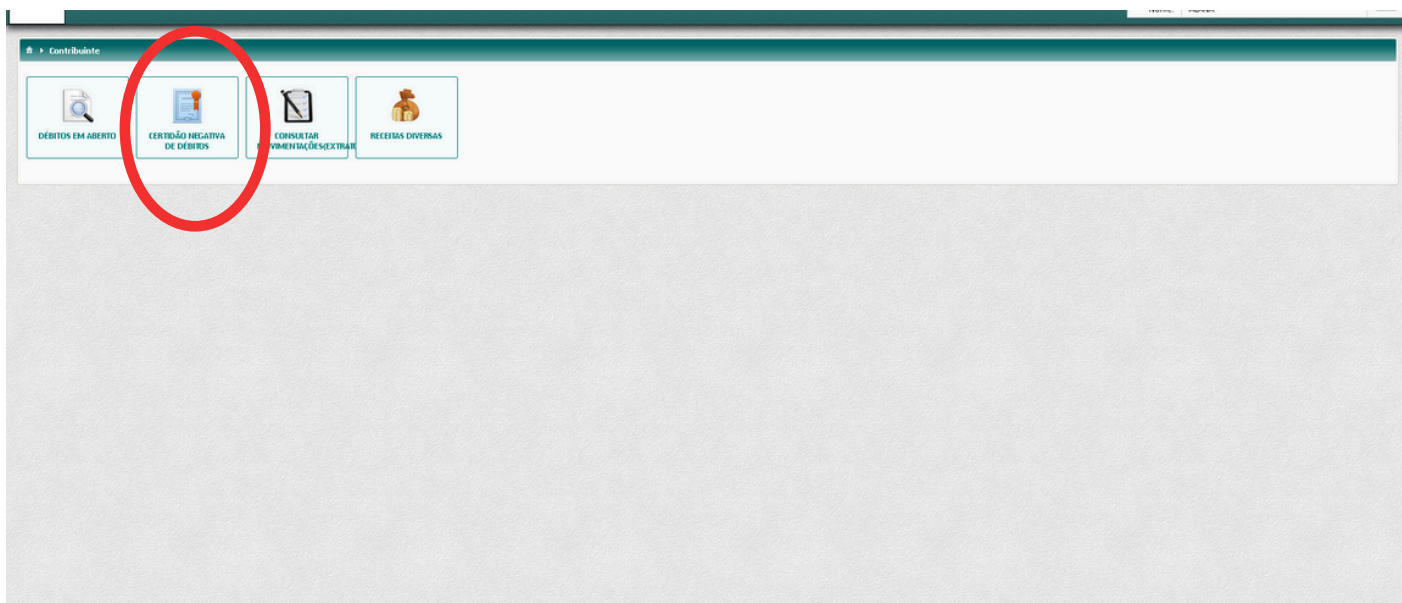 Contribuinte
DÉBITOS EM ABERTO
CERTIDÃO NEGATIVA
DE DÉBITOS
CONSULTAR
RECEITAS DIVERSAS